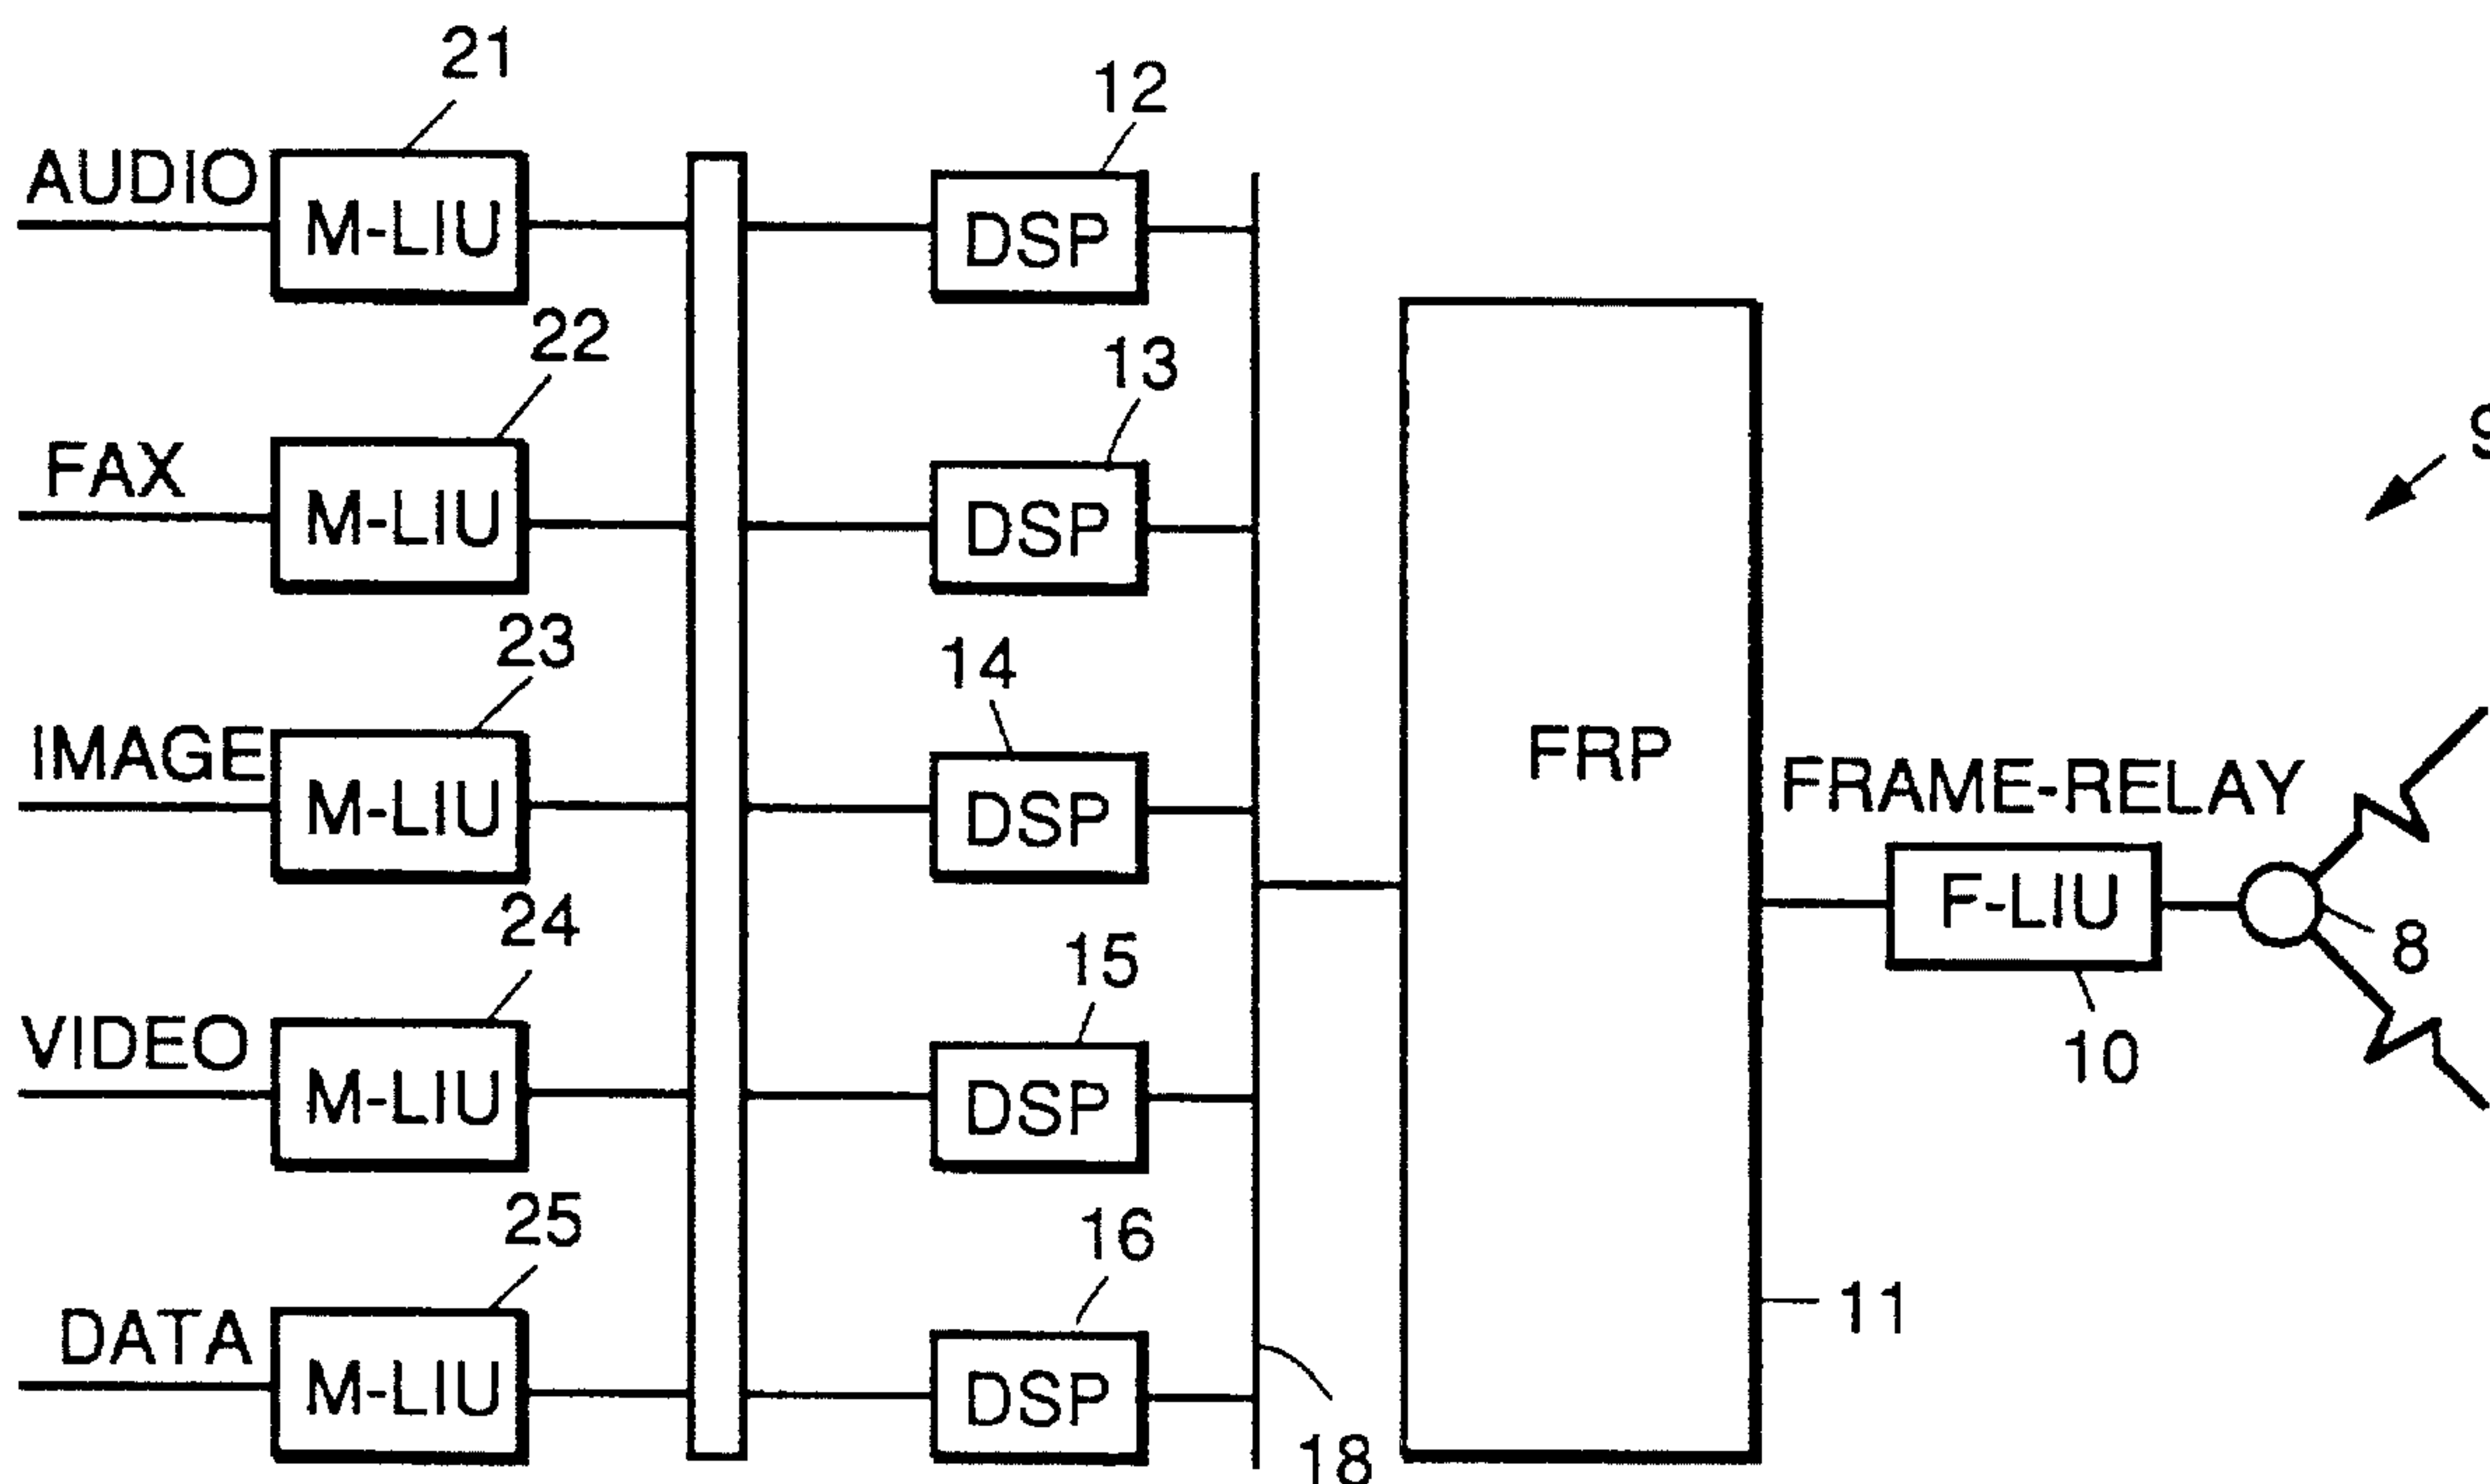 21
12
AUDIO
M-LIU
DSP
22
13
FAX
M-LIU
DSP
23
14
IMAGE
M-LIU
DSP
FRP
FRAME-RELAY
F-LIU
8
10
24
15
VIDEO
M-LIU
DSP
25
16
11
DATA
M-LIU
DSP
18